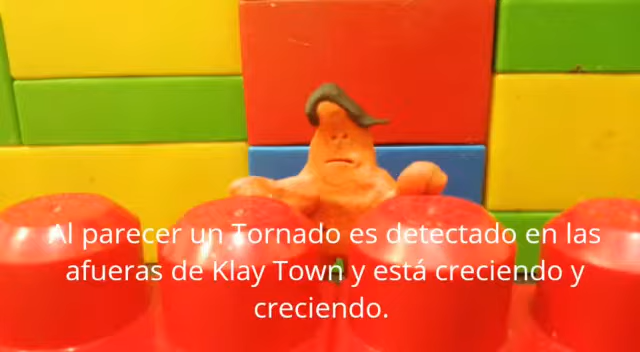 Al parecer un Tornado es detectado en las
afueras de Klay Town y está creciendo y
creciendo.